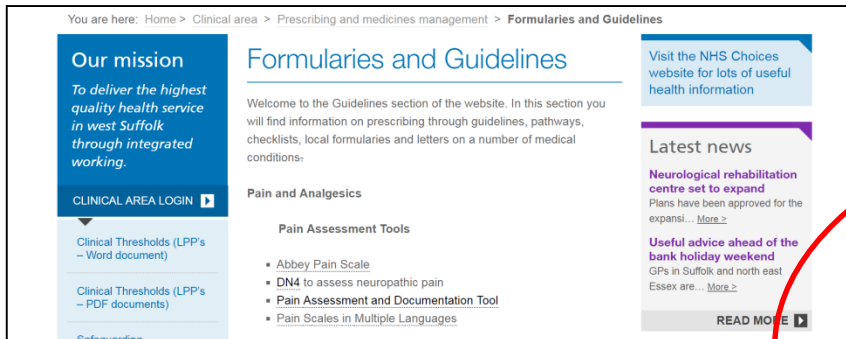 You are here: Home > Clinical area > Prescribing and medicines management > Formularies and Guidelines
Our mission
To deliver the highest
quality health service
in west Suffolk
through integrated
working.
CLINICAL AREA LOGIN
Clinical Thresholds (LPP's
– Word document)
Clinical Thresholds (LPP's
– PDF documents)
Safeguarding
Formularies and Guidelines
Welcome to the Guidelines section of the website. In this section you
will find information on prescribing through guidelines, pathways,
checklists, local formularies and letters on a number of medical
conditions.
Pain and Analgesics
Pain Assessment Tools
▪ Abbey Pain Scale
▪ DN4 to assess neuropathic pain
▪ Pain Assessment and Documentation Tool
▪ Pain Scales in Multiple Languages
Visit the NHS Choices
website for lots of useful
health information
Latest news
Neurological rehabilitation
centre set to expand
Plans have been approved for the
expansi… More >
Useful advice ahead of the
bank holiday weekend
GPs in Suffolk and north east
Essex are… More >
READ MORE